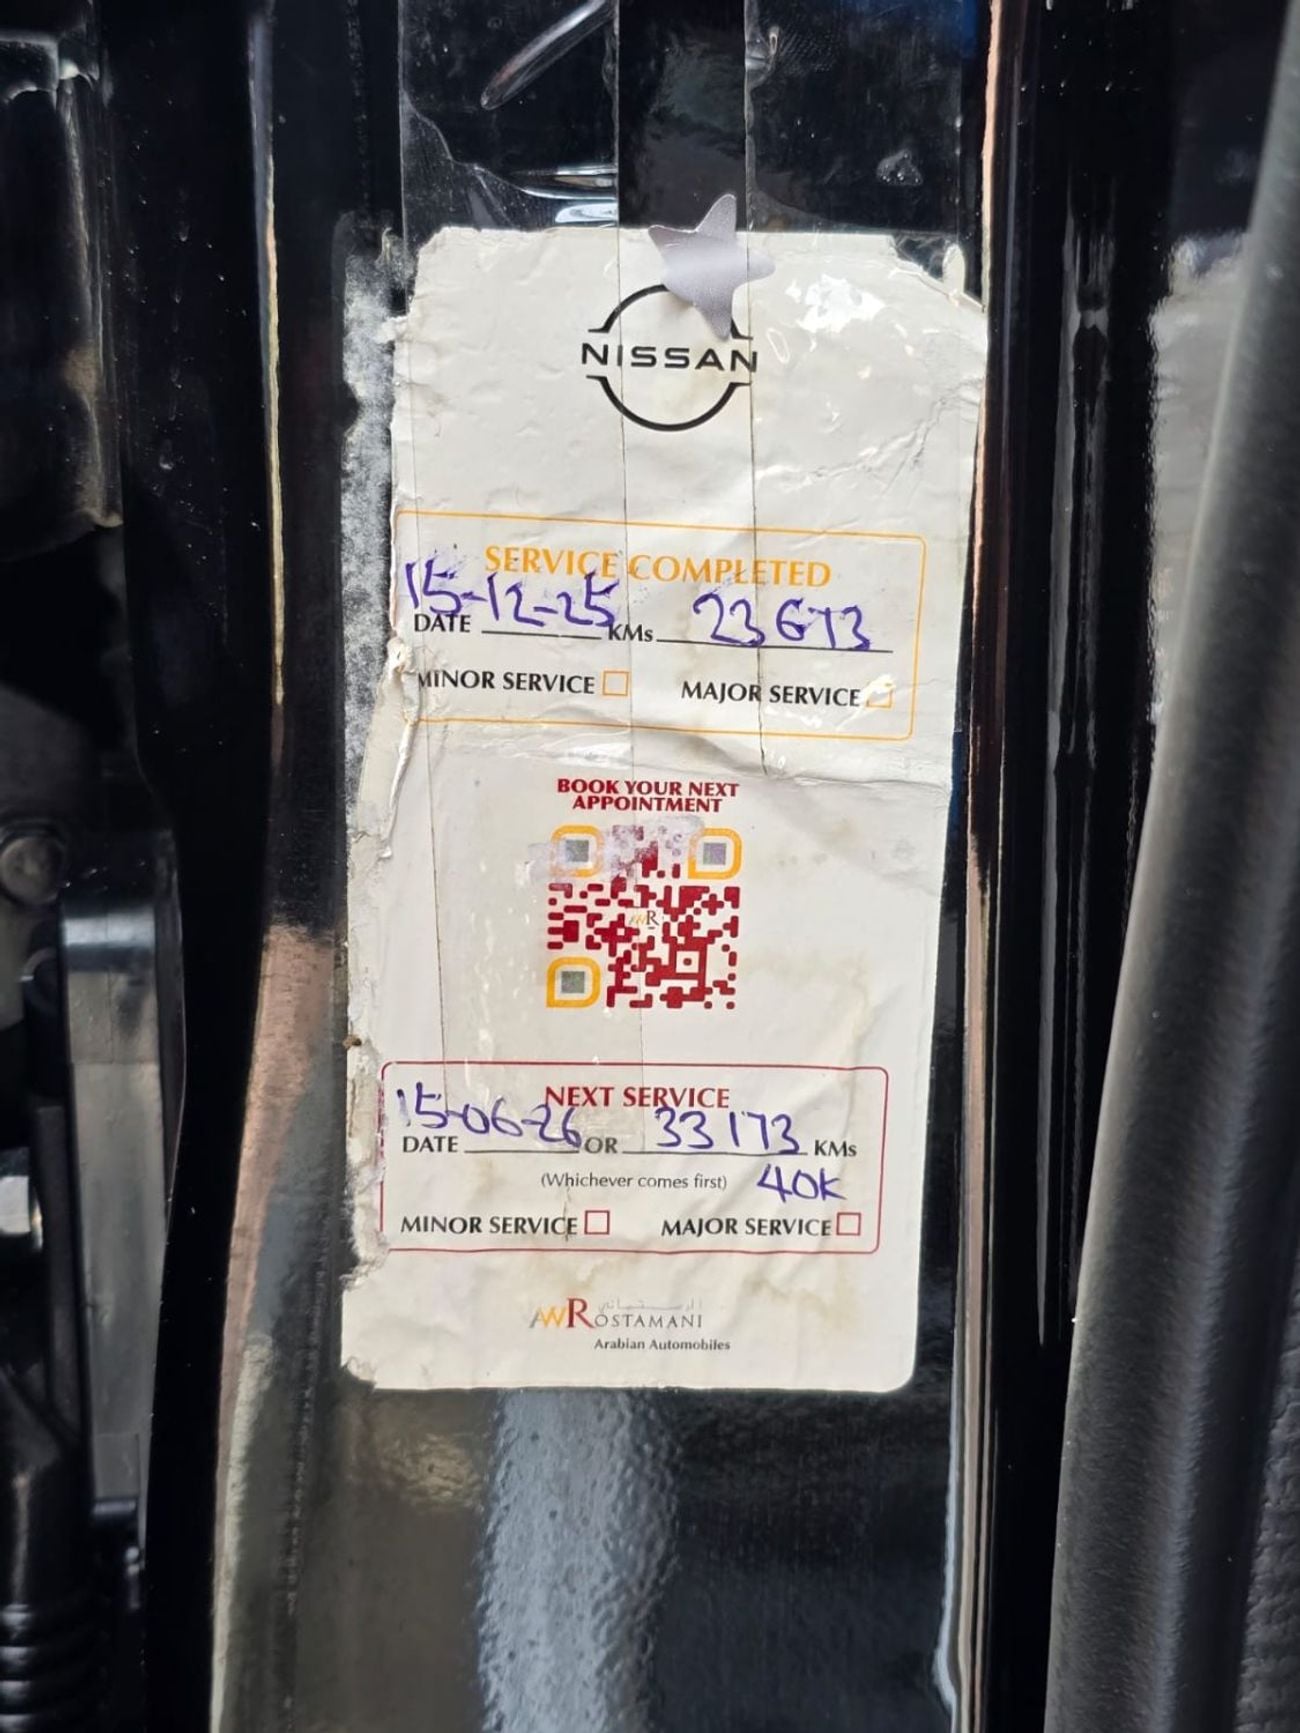 NISSAN
SERVICE COMPLETED
15-12-25 23673
DATE KMs
MINOR SERVICE MAJOR SERVICE
BOOK YOUR NEXT
APPOINTMENT
NEXT SERVICE
15-06-26 33173
DATE OR KMs
(Whichever comes first) 40K
MINOR SERVICE MAJOR SERVICE
الرستماني
AWROSTAMANI
Arabian Automobiles